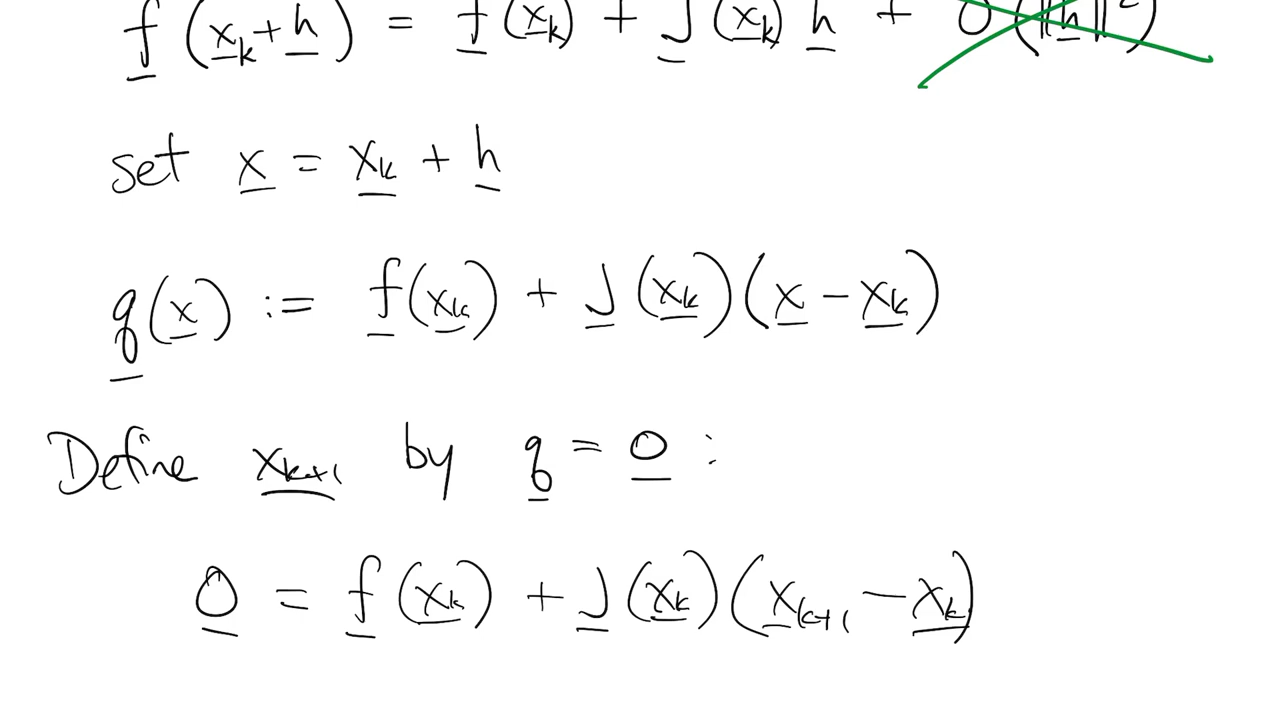 f(x_k + h) = f(x_k) + J(x_k) h + O(‖h‖²)
set x = x_k + h
q(x) := f(x_k) + J(x_k)(x - x_k)
Define x_{k+1} by q = 0 :
0 = f(x_k) + J(x_k)(x_{k+1} - x_k)